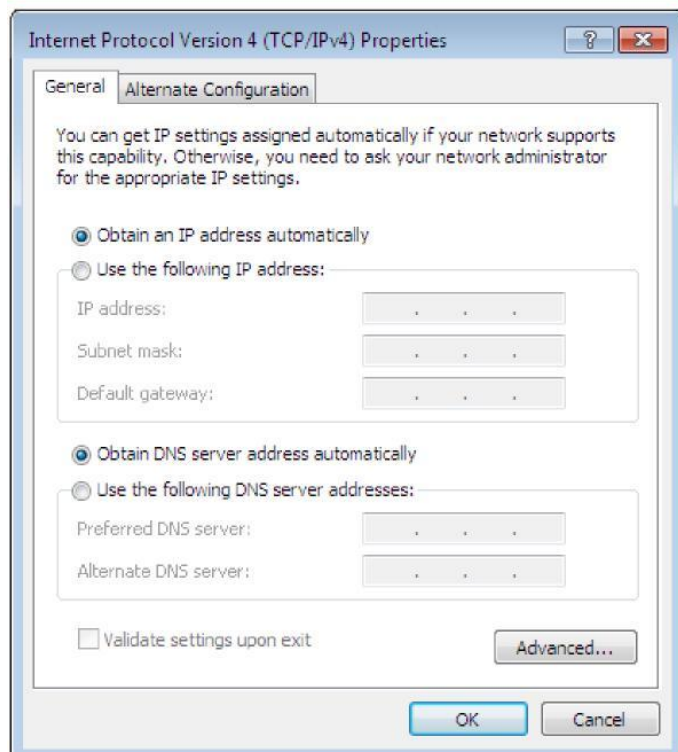 Internet Protocol Version 4 (TCP/IPv4) Properties
General
Alternate Configuration
You can get IP settings assigned automatically if your network supports
this capability. Otherwise, you need to ask your network administrator
for the appropriate IP settings.
Obtain an IP address automatically
Use the following IP address:
IP address:
Subnet mask:
Default gateway:
Obtain DNS server address automatically
Use the following DNS server addresses:
Preferred DNS server:
Alternate DNS server:
Validate settings upon exit
Advanced...
OK
Cancel